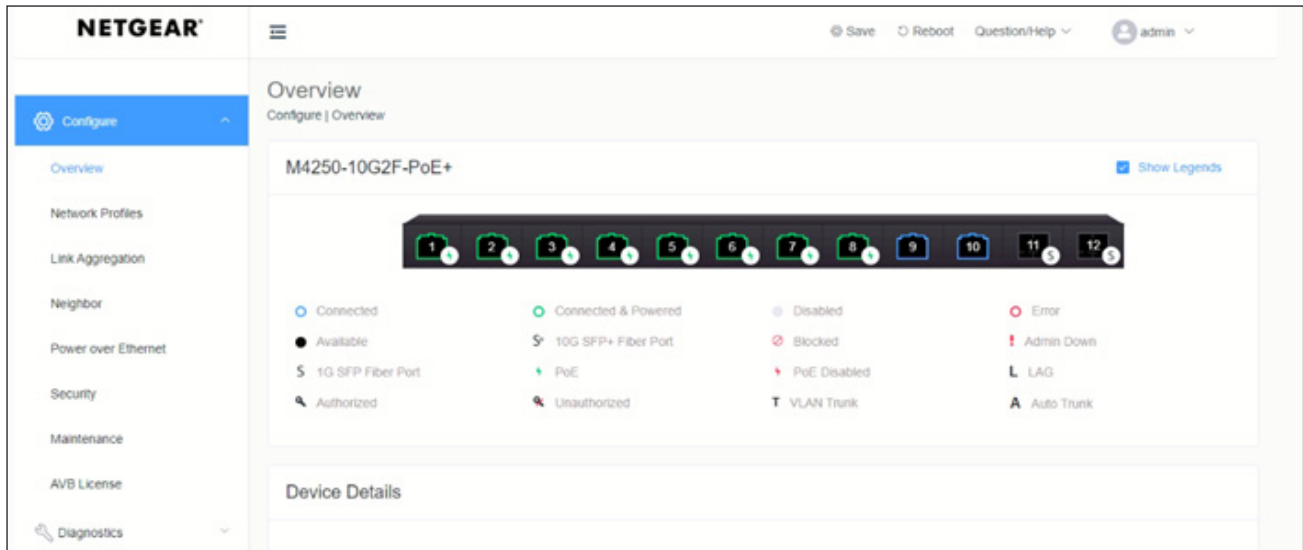 NETGEAR®
Save Reboot Question/Help admin
Configure
Overview
Network Profiles
Link Aggregation
Neighbor
Power over Ethernet
Security
Maintenance
AVB License
Diagnostics
Overview
Configure | Overview
M4250-10G2F-PoE+
Show Legends
1 2 3 4 5 6 7 8 9 10 11 S 12 S
Connected Connected & Powered Disabled Error
Available S+ 10G SFP+ Fiber Port Blocked Admin Down
S 1G SFP Fiber Port PoE PoE Disabled L LAG
Authorized Unauthorized T VLAN Trunk A Auto Trunk
Device Details